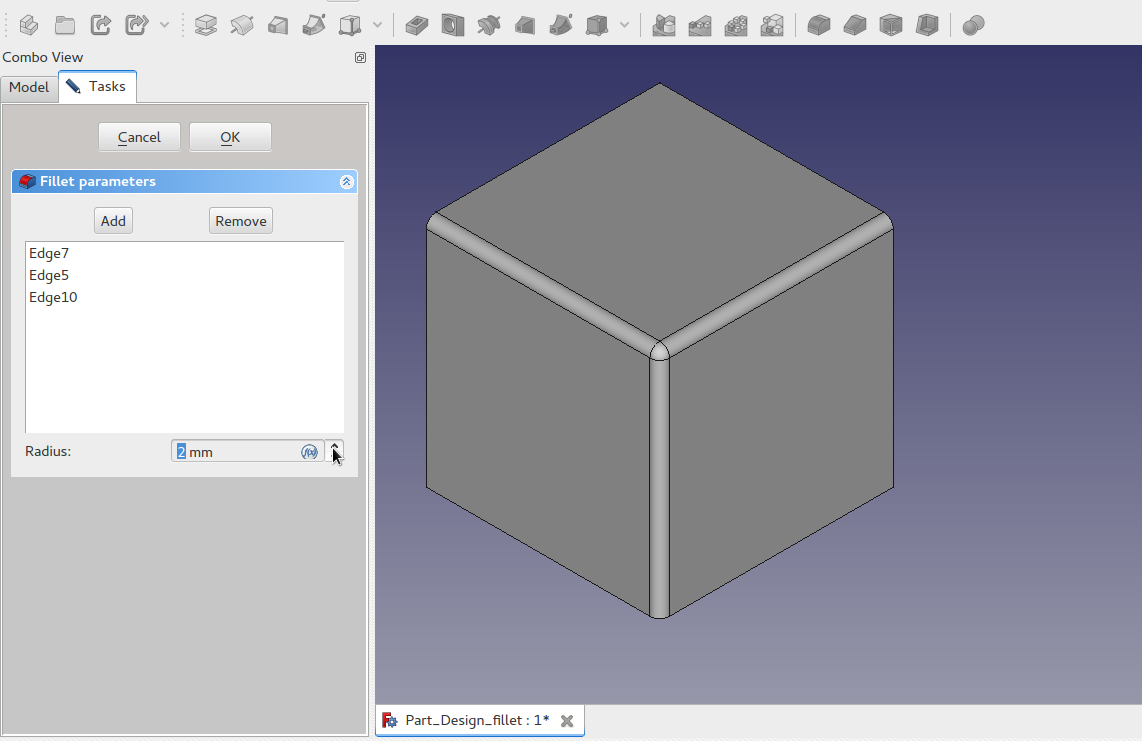 Combo View
Model
Tasks
Cancel
OK
Fillet parameters
Add
Remove
Edge7
Edge5
Edge10
Radius:
2 mm
f(x)
Part_Design_fillet : 1*